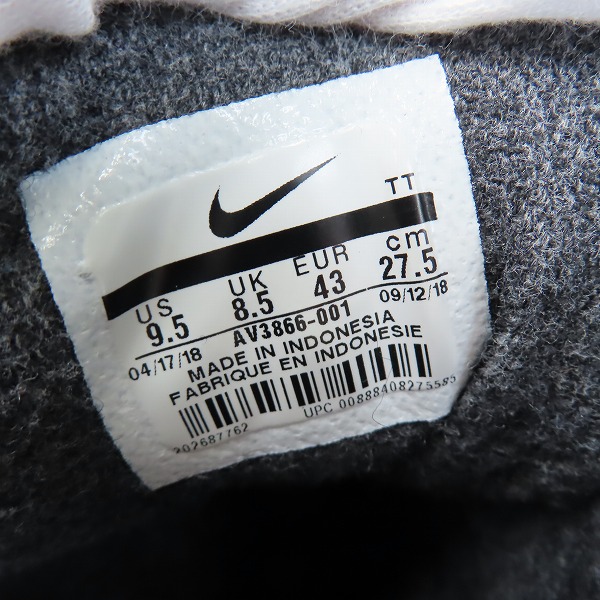 TT
US UK EUR cm
9.5 8.5 43 27.5
04/17/18 AV3866-001 09/12/18
MADE IN INDONESIA
FABRIQUE EN INDONESIE
202687762 UPC 00888408275585